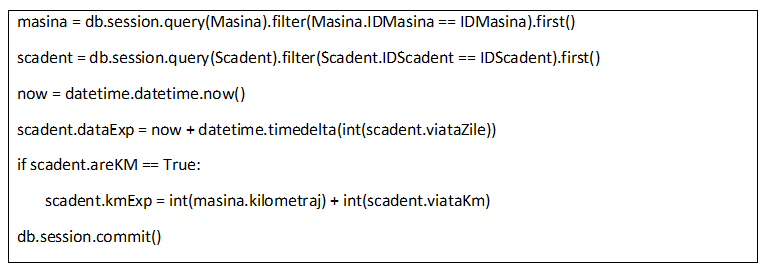 masina = db.session.query(Masina).filter(Masina.IDMasina == IDMasina).first()
scadent = db.session.query(Scadent).filter(Scadent.IDScadent == IDScadent).first()
now = datetime.datetime.now()
scadent.dataExp = now + datetime.timedelta(int(scadent.viataZile))
if scadent.areKM == True:
scadent.kmExp = int(masina.kilometraj) + int(scadent.viataKm)
db.session.commit()